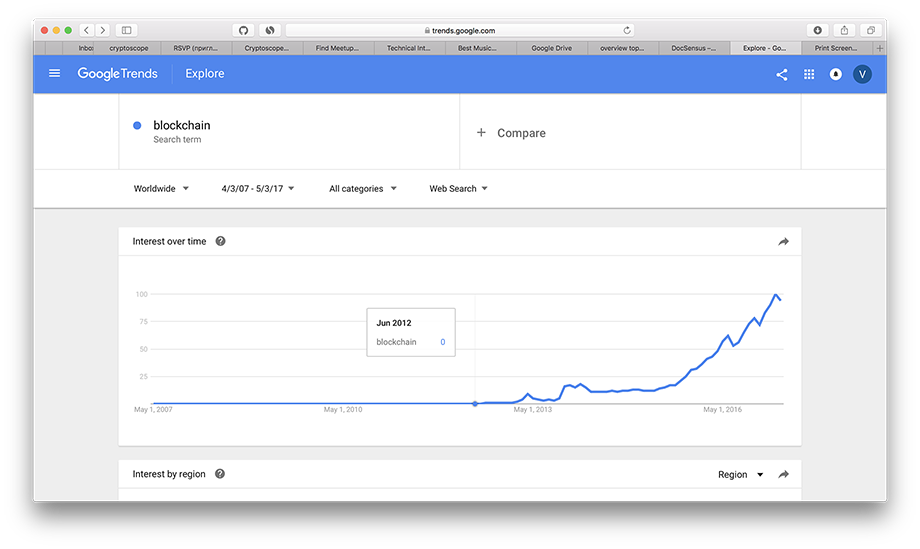 trends.google.com
Inbo cryptoscope RSVP (прил... Cryptoscope... Find Meetup... Technical Int... Best Music... Google Drive overview top... DocSensus –... Explore - Go... Print Screen... +
Google Trends Explore V
blockchain
Search term
+ Compare
Worldwide 4/3/07 - 5/3/17 All categories Web Search
Interest over time ?
100
75
50
25
Jun 2012
blockchain 0
May 1, 2007 May 1, 2010 May 1, 2013 May 1, 2016
Interest by region ? Region